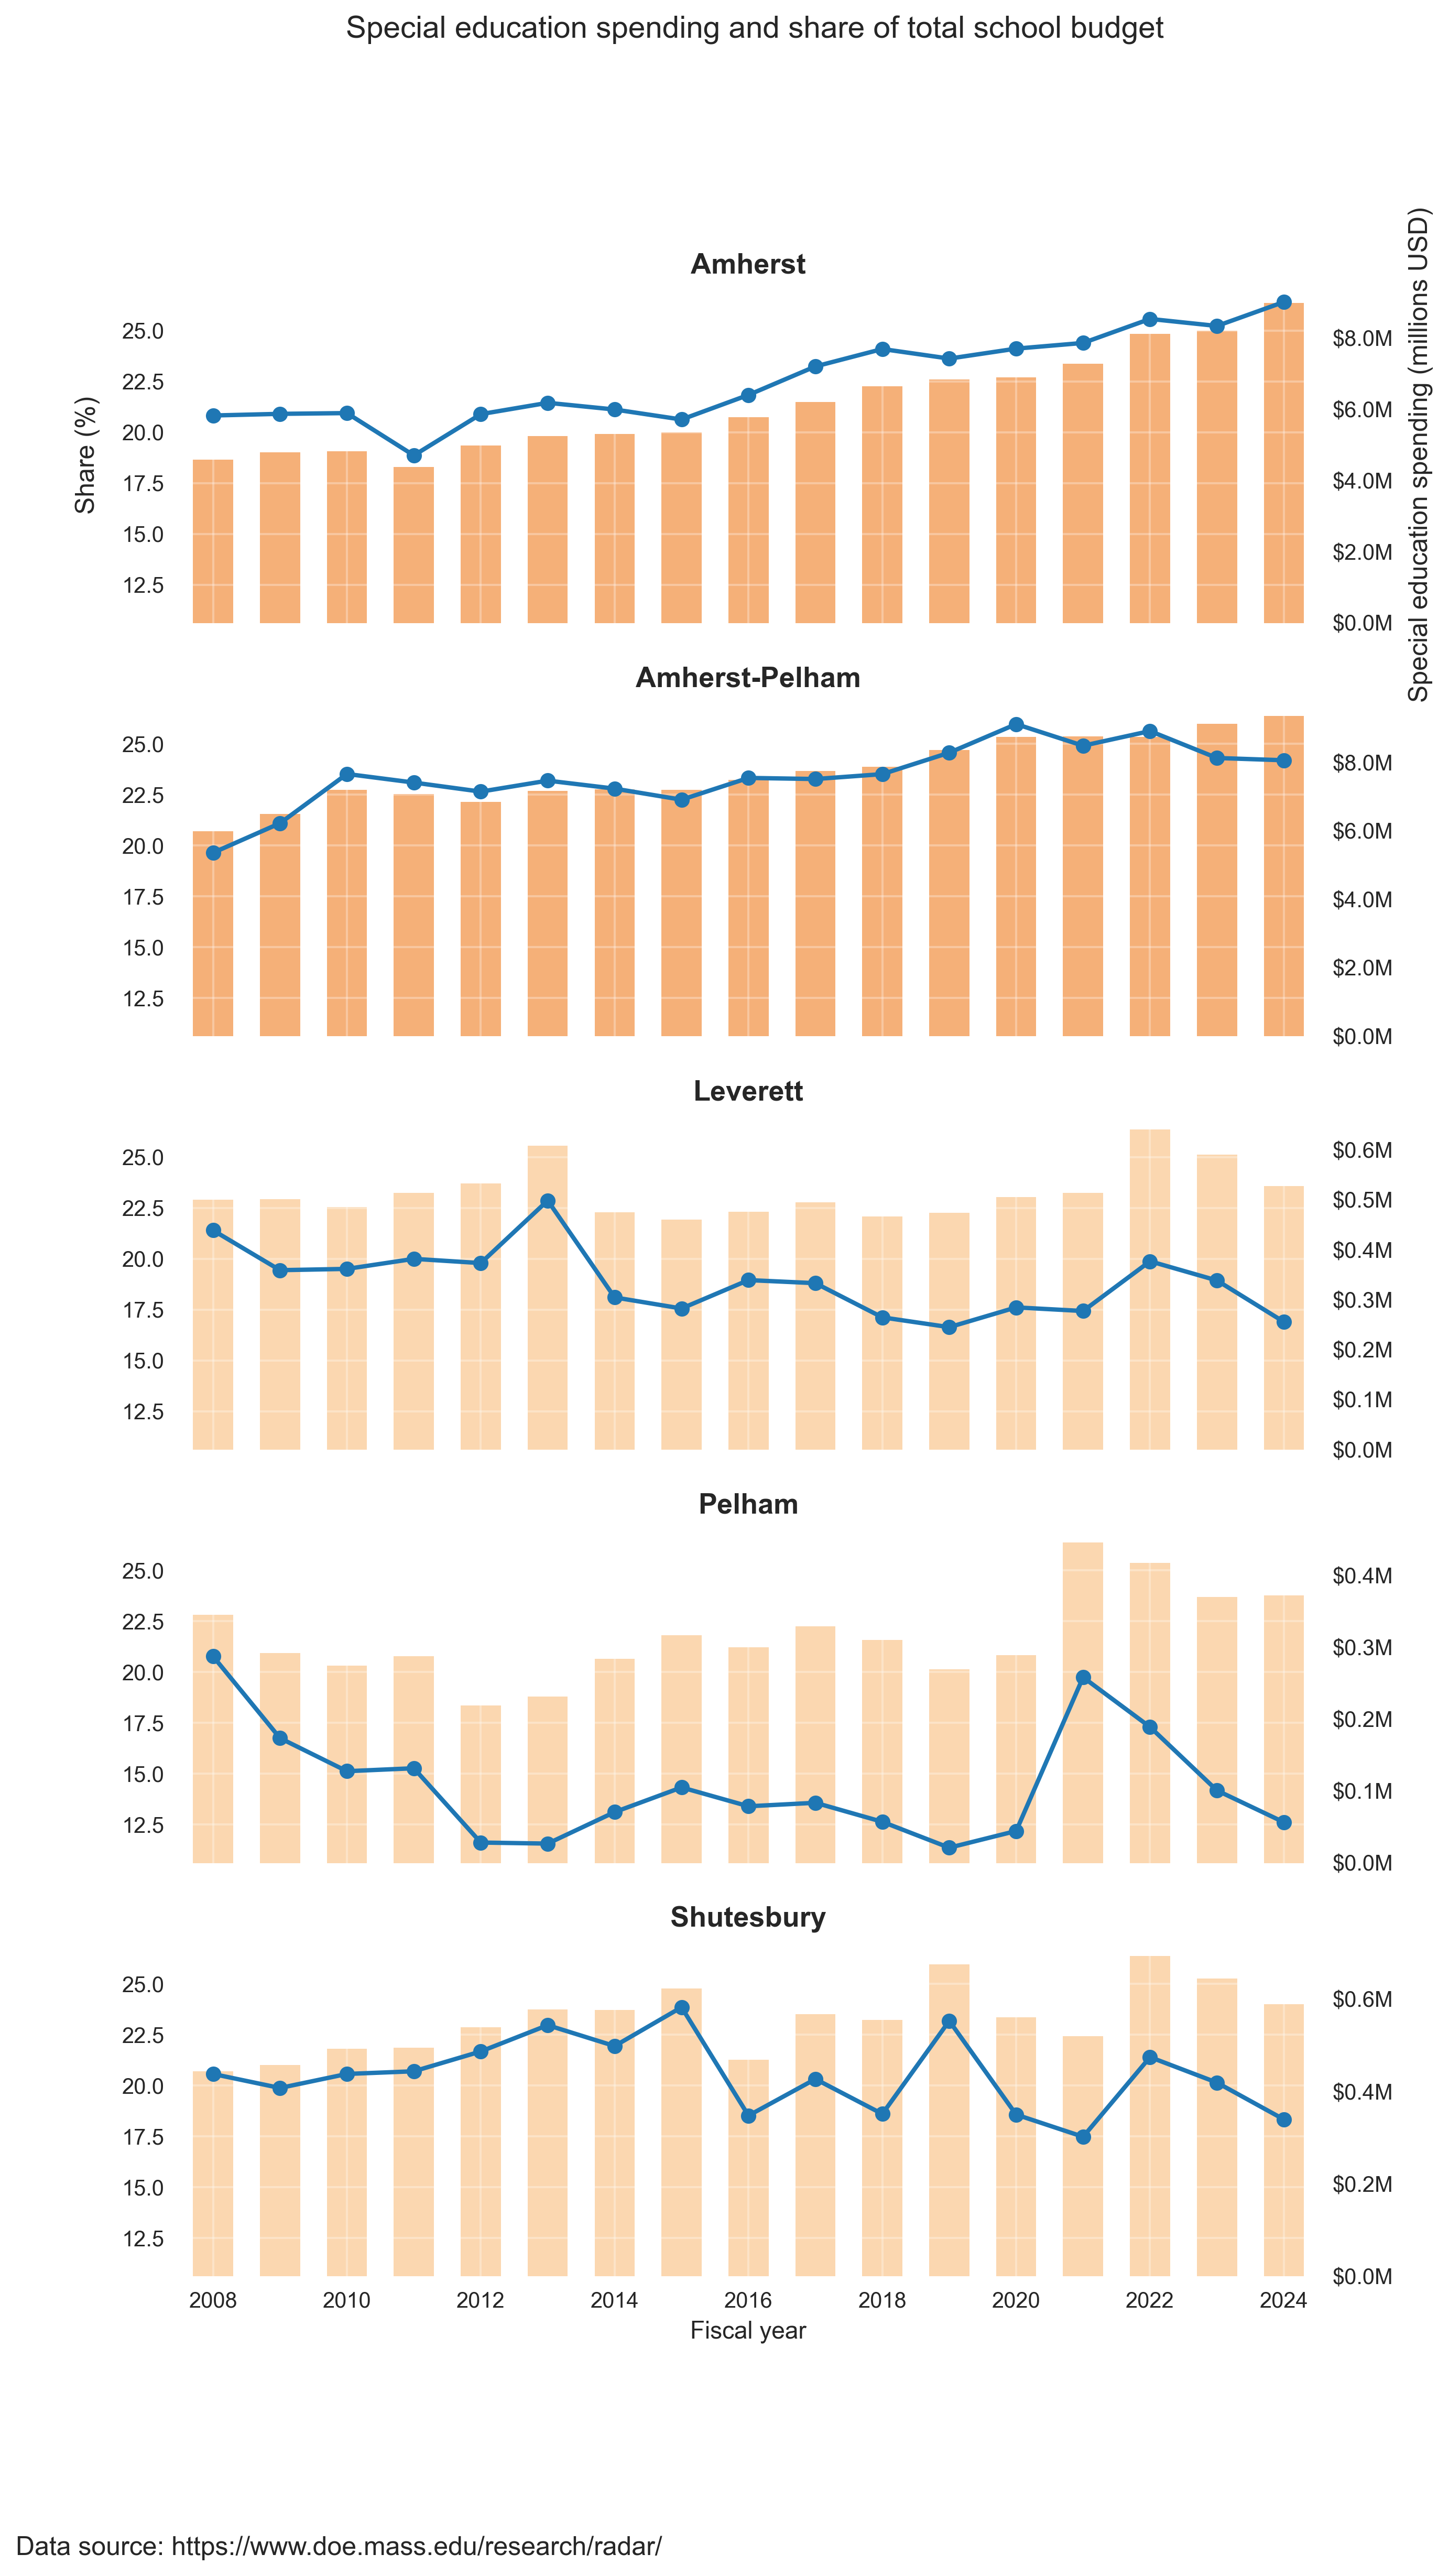 Special education spending and share of total school budget
Amherst
Share (%)
25.0
22.5
20.0
17.5
15.0
12.5
$8.0M
$6.0M
$4.0M
$2.0M
$0.0M
Special education spending (millions USD)
Amherst-Pelham
25.0
22.5
20.0
17.5
15.0
12.5
$8.0M
$6.0M
$4.0M
$2.0M
$0.0M
Leverett
25.0
22.5
20.0
17.5
15.0
12.5
$0.6M
$0.5M
$0.4M
$0.3M
$0.2M
$0.1M
$0.0M
Pelham
25.0
22.5
20.0
17.5
15.0
12.5
$0.4M
$0.3M
$0.2M
$0.1M
$0.0M
Shutesbury
25.0
22.5
20.0
17.5
15.0
12.5
$0.6M
$0.4M
$0.2M
$0.0M
2008 2010 2012 2014 2016 2018 2020 2022 2024
Fiscal year
Data source: https://www.doe.mass.edu/research/radar/